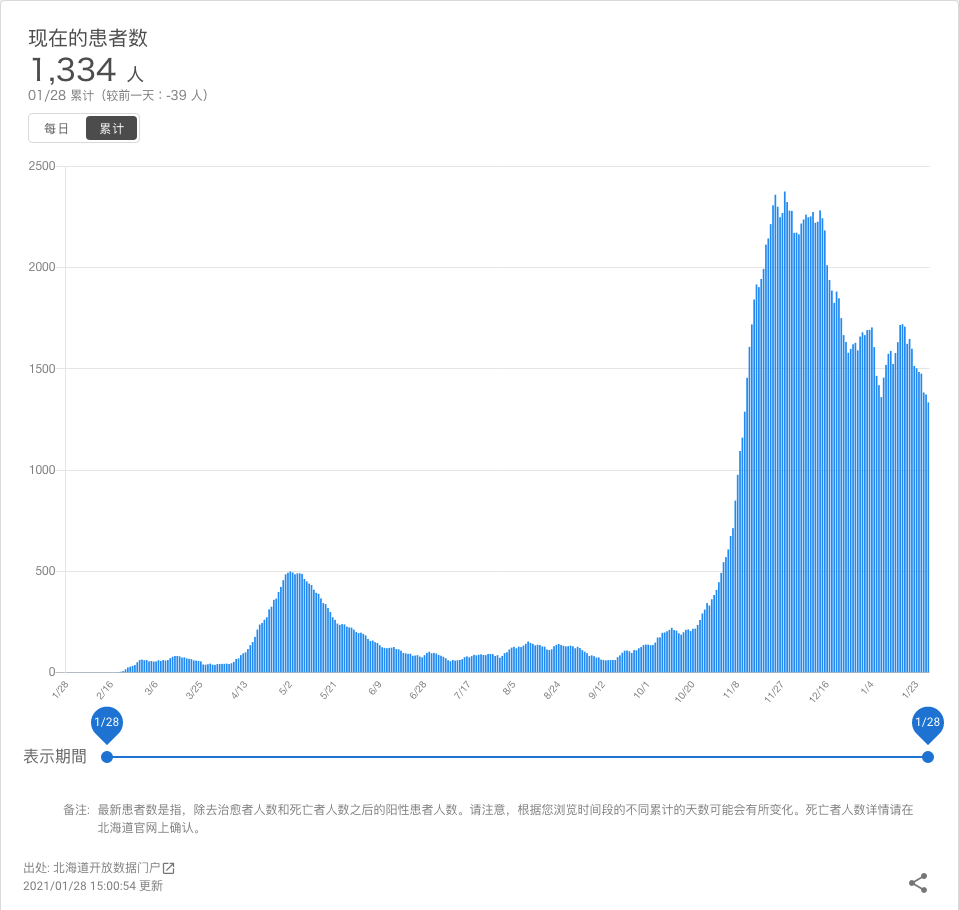 现在的患者数
1,334 人
01/28 累计（较前一天：-39 人）
每日 累计
2500
2000
1500
1000
500
0
1/28 2/16 3/6 3/25 4/13 5/2 5/21 6/9 6/28 7/17 8/5 8/24 9/12 10/1 10/20 11/8 11/27 12/16 1/4 1/23
1/28 1/28
表示期間
备注: 最新患者数是指，除去治愈者人数和死亡者人数之后的阳性患者人数。请注意，根据您浏览时间段的不同累计的天数可能会有所变化。死亡者人数详情请在
北海道官网上确认。
出处: 北海道开放数据门户
2021/01/28 15:00:54 更新